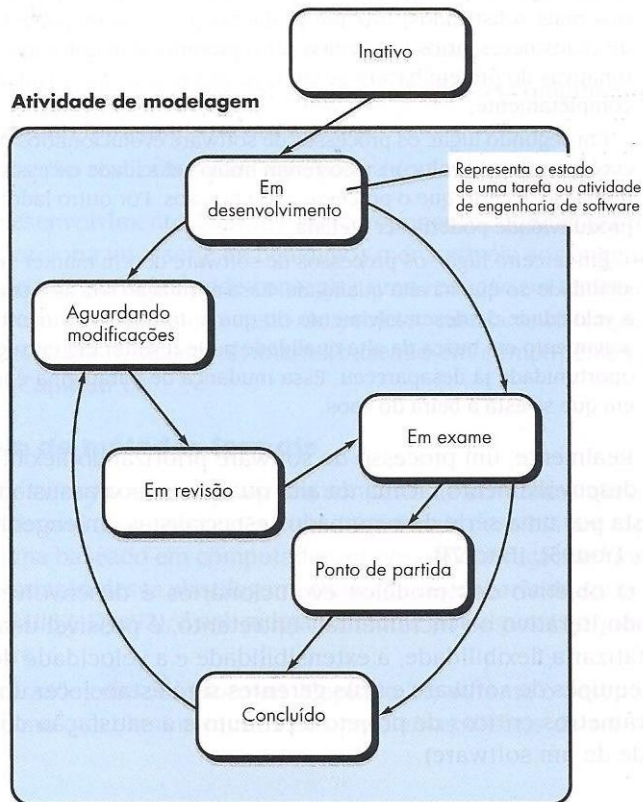 Inativo
Atividade de modelagem
Em
desenvolvimento
Representa o estado
de uma tarefa ou atividade
de engenharia de software
Aguardando
modificações
Em exame
Em revisão
Ponto de partida
Concluído